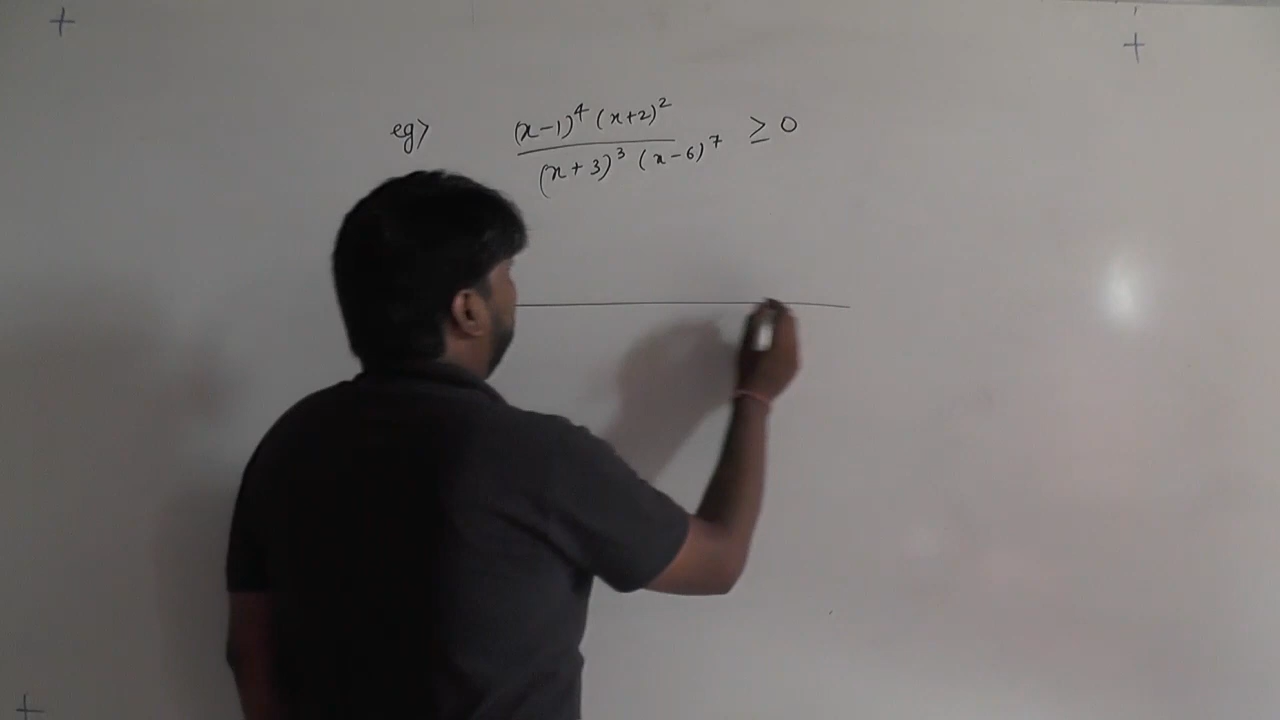 eg> (x-1)^4 (x+2)^2 / (x+3)^3 (x-6)^7 ≥ 0